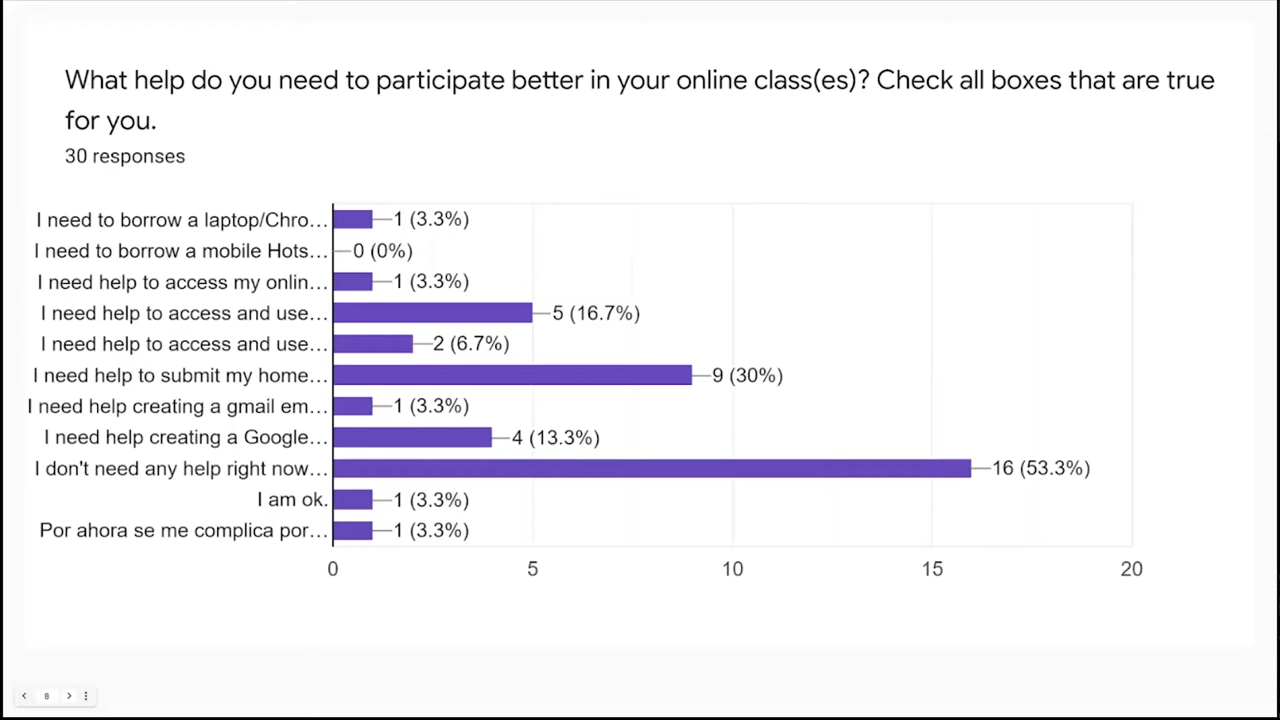 What help do you need to participate better in your online class(es)? Check all boxes that are true
for you.
30 responses
I need to borrow a laptop/Chro... 1 (3.3%)
I need to borrow a mobile Hots... 0 (0%)
I need help to access my onlin... 1 (3.3%)
I need help to access and use... 5 (16.7%)
I need help to access and use... 2 (6.7%)
I need help to submit my home... 9 (30%)
I need help creating a gmail em... 1 (3.3%)
I need help creating a Google... 4 (13.3%)
I don't need any help right now... 16 (53.3%)
I am ok. 1 (3.3%)
Por ahora se me complica por... 1 (3.3%)
0 5 10 15 20
8